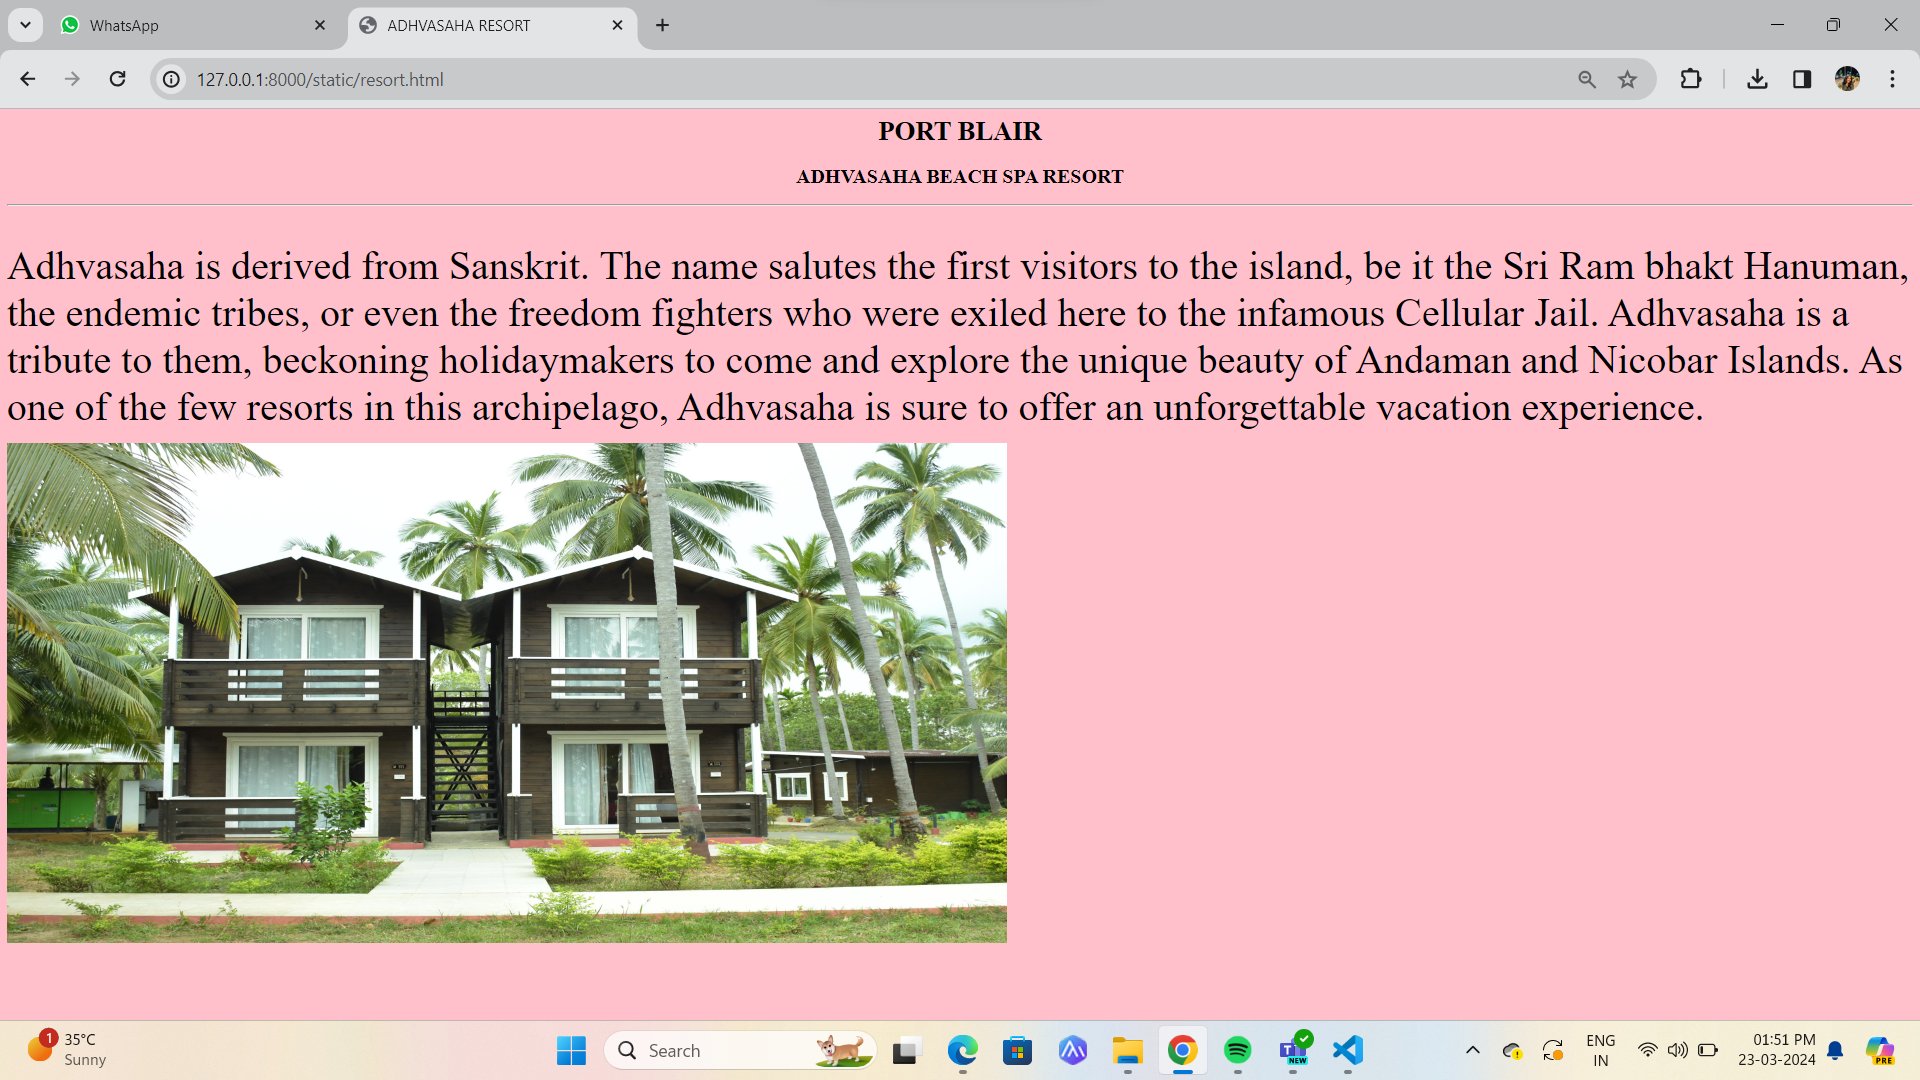 WhatsApp
ADHVASAHA RESORT
127.0.0.1:8000/static/resort.html
PORT BLAIR
ADHVASAHA BEACH SPA RESORT
Adhvasaha is derived from Sanskrit. The name salutes the first visitors to the island, be it the Sri Ram bhakt Hanuman,
the endemic tribes, or even the freedom fighters who were exiled here to the infamous Cellular Jail. Adhvasaha is a
tribute to them, beckoning holidaymakers to come and explore the unique beauty of Andaman and Nicobar Islands. As
one of the few resorts in this archipelago, Adhvasaha is sure to offer an unforgettable vacation experience.
1
35°C
Sunny
Search
NEW
ENG
IN
01:51 PM
23-03-2024
PRE